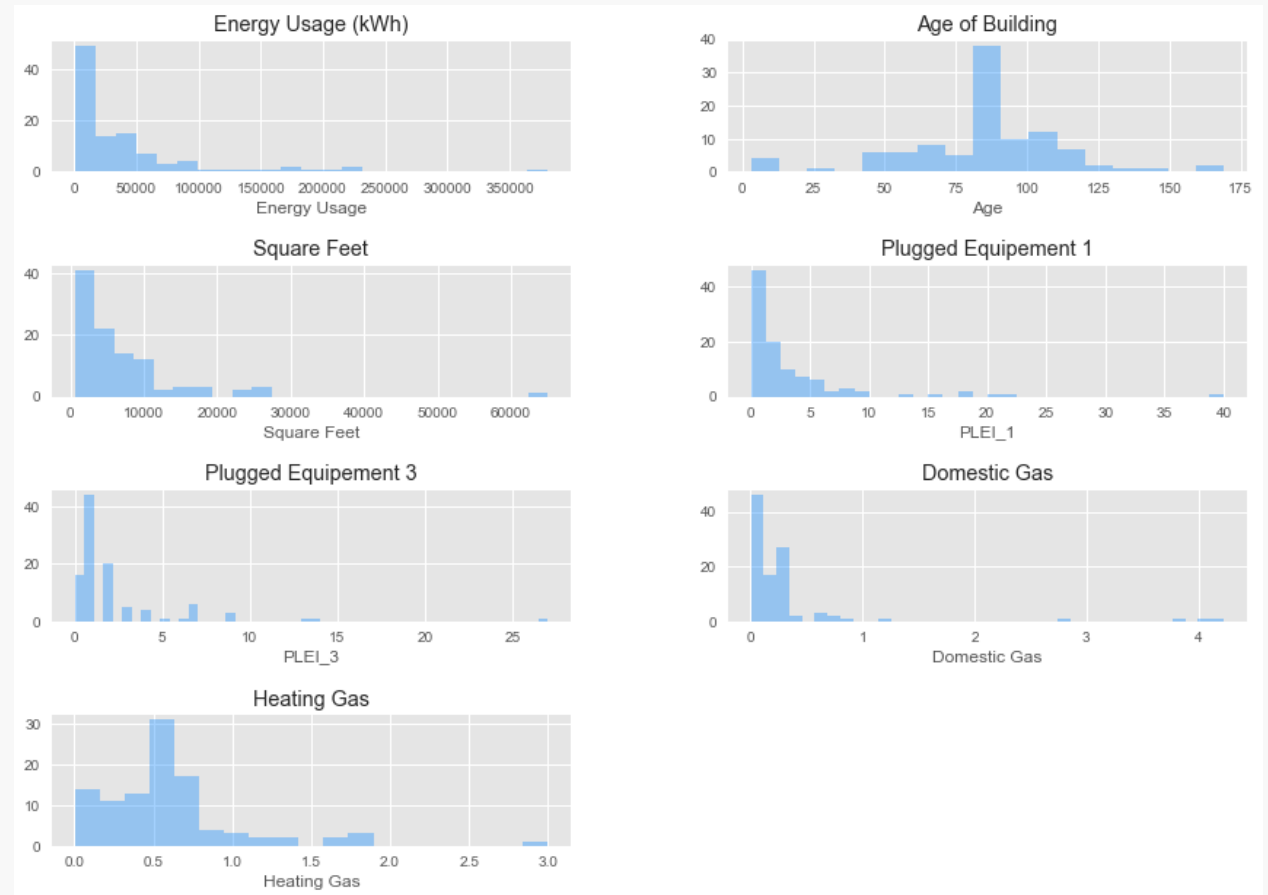 Energy Usage (kWh)
40
20
0
0 50000 100000 150000 200000 250000 300000 350000
Energy Usage
Age of Building
40
30
20
10
0
0 25 50 75 100 125 150 175
Age
Square Feet
40
20
0
0 10000 20000 30000 40000 50000 60000
Square Feet
Plugged Equipement 1
40
20
0
0 5 10 15 20 25 30 35 40
PLEI_1
Plugged Equipement 3
40
20
0
0 5 10 15 20 25
PLEI_3
Domestic Gas
40
20
0
0 1 2 3 4
Domestic Gas
Heating Gas
30
20
10
0
0.0 0.5 1.0 1.5 2.0 2.5 3.0
Heating Gas